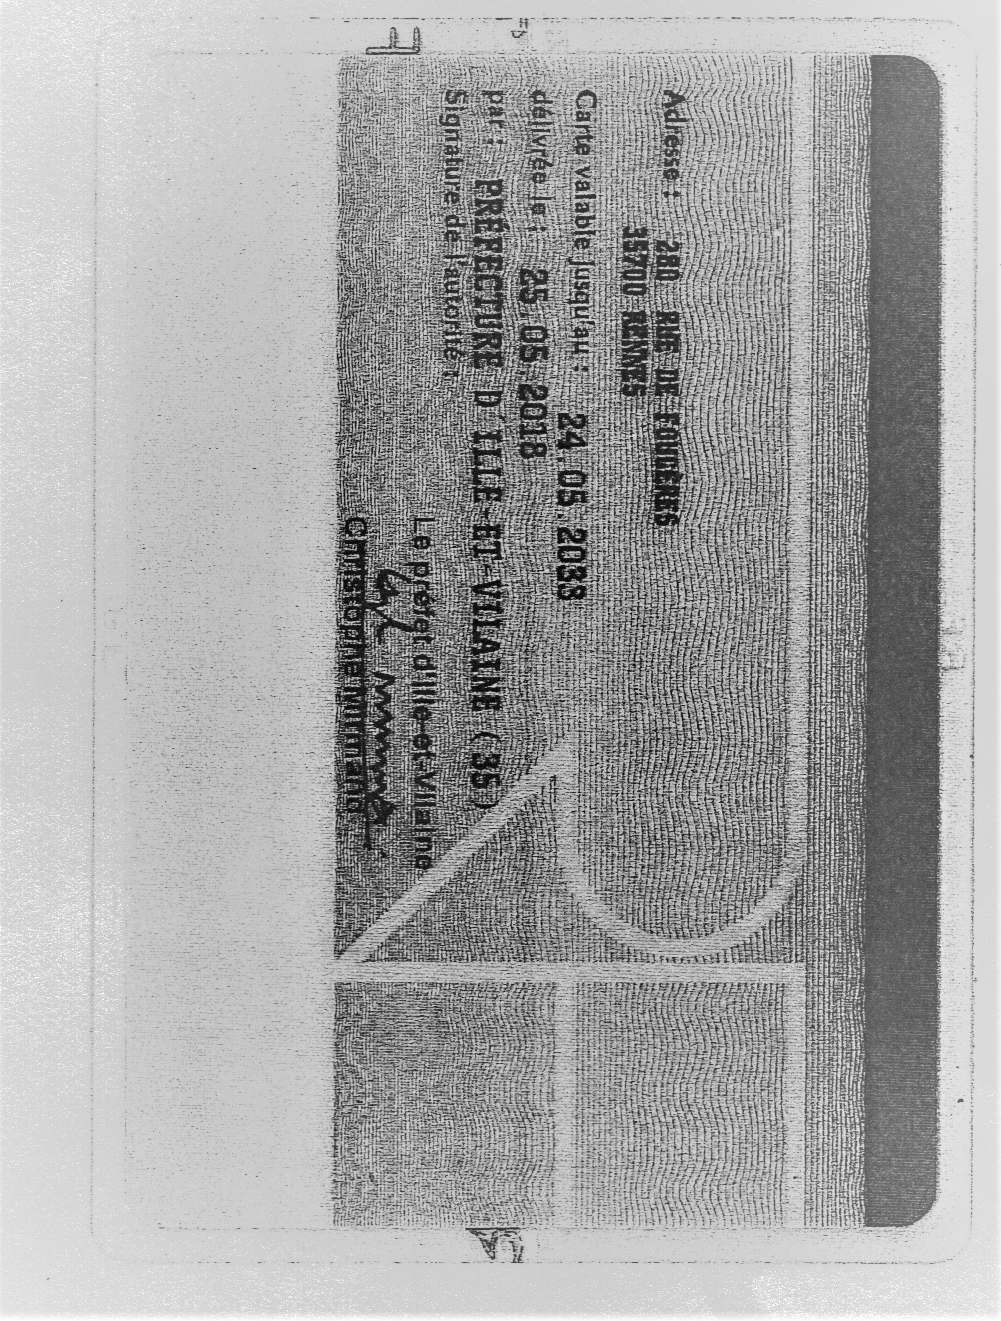 Adresse : 280 RUE DE FOUGÈRES
35700 RENNES
Carte valable jusqu'au : 24.05.2033
délivrée le : 25.05.2018
par : PRÉFECTURE D'ILLE-ET-VILAINE (35)
Signature de l'autorité :
Le préfet d'Ille-et-Vilaine
Christophe Mirmand